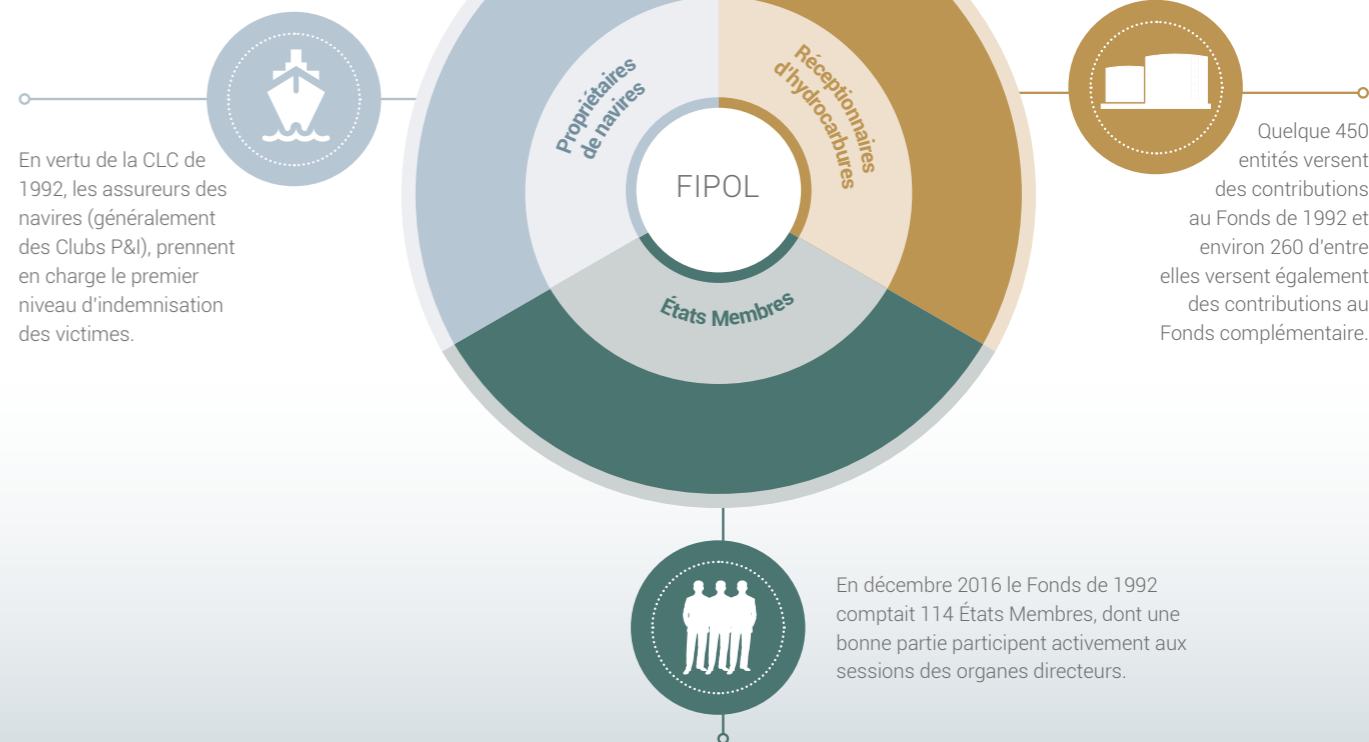 Propriétaires
de navires
Réceptionnaires
d'hydrocarbures
FIPOL
États Membres
En vertu de la CLC de
1992, les assureurs des
navires (généralement
des Clubs P&I), prennent
en charge le premier
niveau d'indemnisation
des victimes.
Quelque 450
entités versent
des contributions
au Fonds de 1992 et
environ 260 d'entre
elles versent également
des contributions au
Fonds complémentaire.
En décembre 2016 le Fonds de 1992
comptait 114 États Membres, dont une
bonne partie participent activement aux
sessions des organes directeurs.